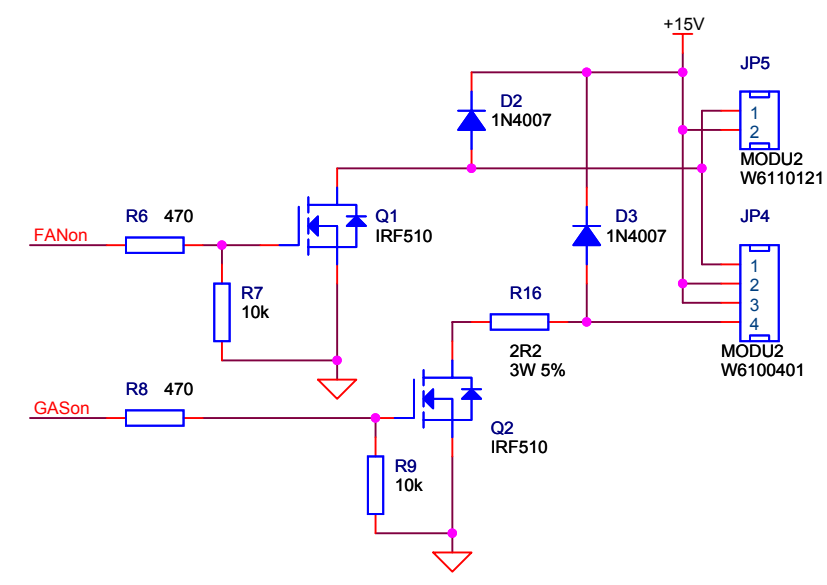 +15V
JP5
D2
1N4007
1
2
MODU2
W6110121
R6 470
FANon
Q1
IRF510
D3
1N4007
JP4
R7
10k
R16
1
2
3
4
2R2
3W 5%
MODU2
W6100401
R8 470
GASon
Q2
IRF510
R9
10k